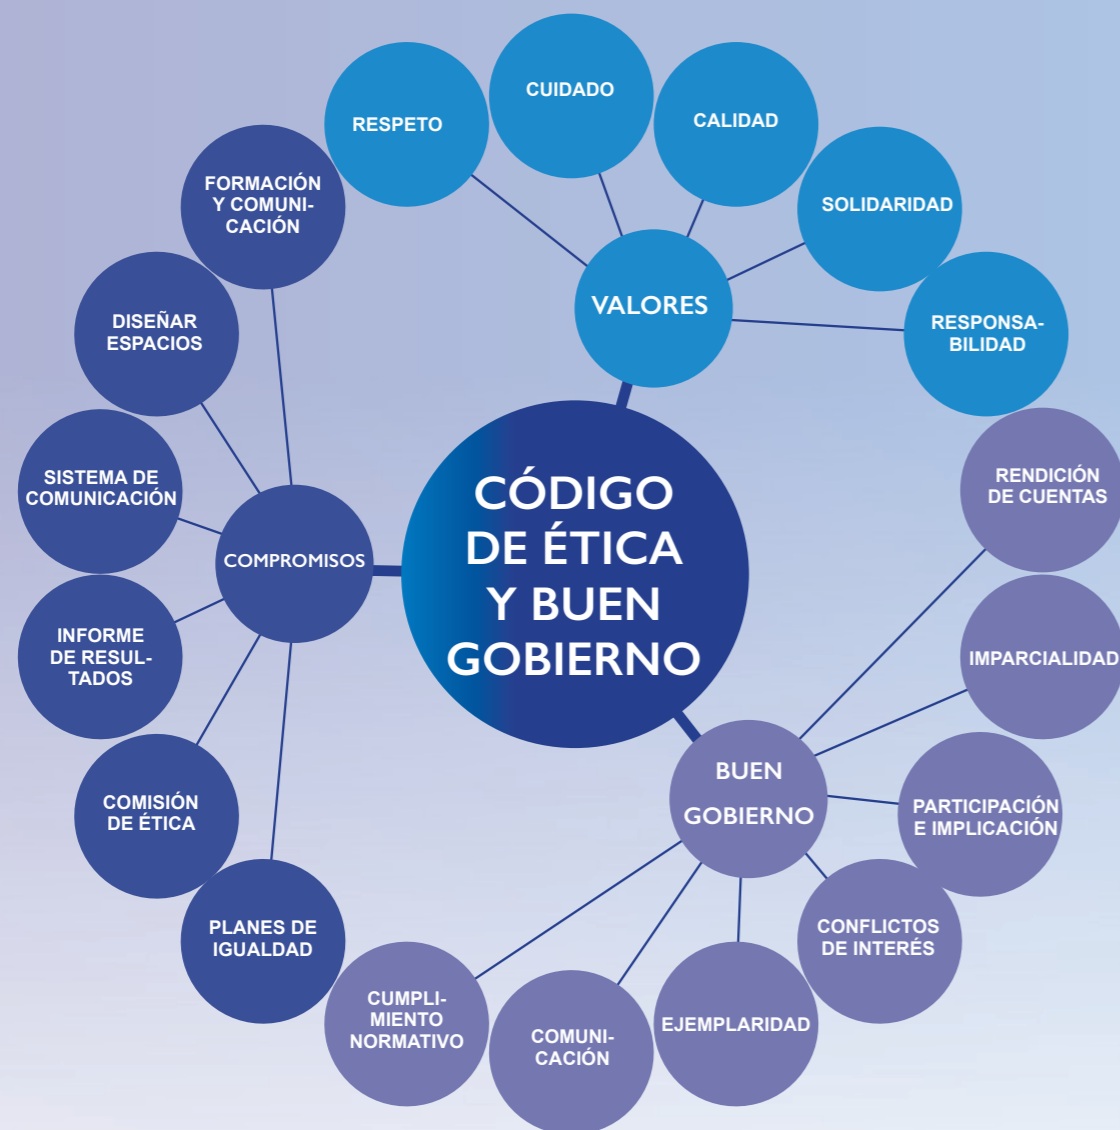 CUIDADO
RESPETO
CALIDAD
SOLIDARIDAD
RESPONSA-
BILIDAD
VALORES
FORMACIÓN
Y COMUNI-
CACIÓN
DISEÑAR
ESPACIOS
SISTEMA DE
COMUNICACIÓN
INFORME
DE RESUL-
TADOS
COMISIÓN
DE ÉTICA
PLANES DE
IGUALDAD
COMPROMISOS
CÓDIGO
DE ÉTICA
Y BUEN
GOBIERNO
RENDICIÓN
DE CUENTAS
IMPARCIALIDAD
BUEN
GOBIERNO
PARTICIPACIÓN
E IMPLICACIÓN
CONFLICTOS
DE INTERÉS
EJEMPLARIDAD
COMUNI-
CACIÓN
CUMPLI-
MIENTO
NORMATIVO